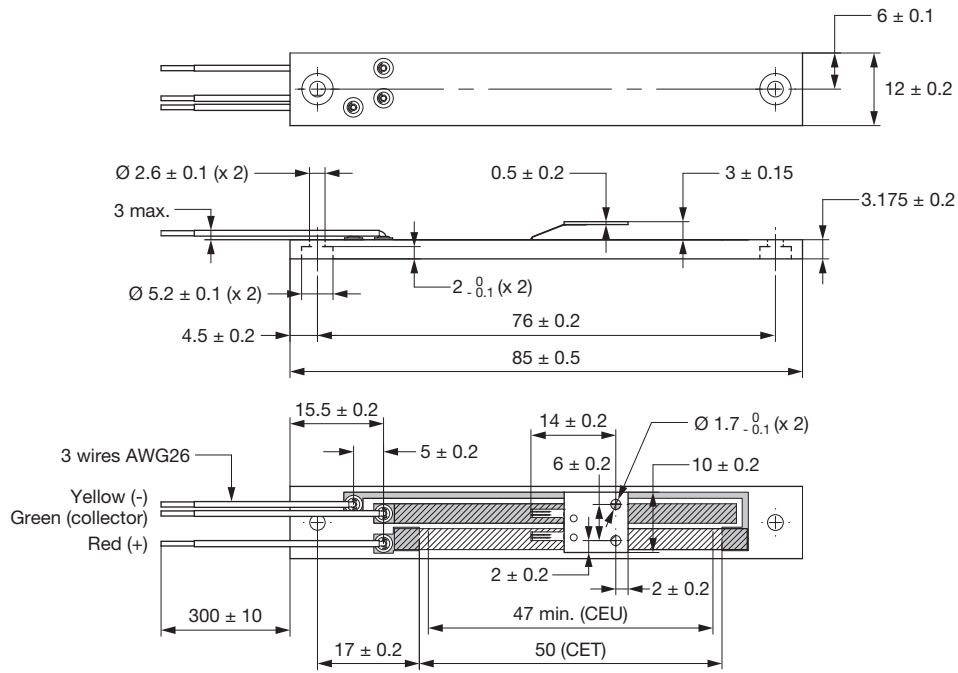 6 ± 0.1
12 ± 0.2
Ø 2.6 ± 0.1 (x 2)
0.5 ± 0.2
3 ± 0.15
3 max.
3.175 ± 0.2
Ø 5.2 ± 0.1 (x 2)
2 - 0 0.1 (x 2)
4.5 ± 0.2
76 ± 0.2
85 ± 0.5
15.5 ± 0.2
14 ± 0.2
Ø 1.7 - 0 0.1 (x 2)
3 wires AWG26
5 ± 0.2
6 ± 0.2
10 ± 0.2
Yellow (-)
Green (collector)
Red (+)
2 ± 0.2
2 ± 0.2
300 ± 10
47 min. (CEU)
17 ± 0.2
50 (CET)